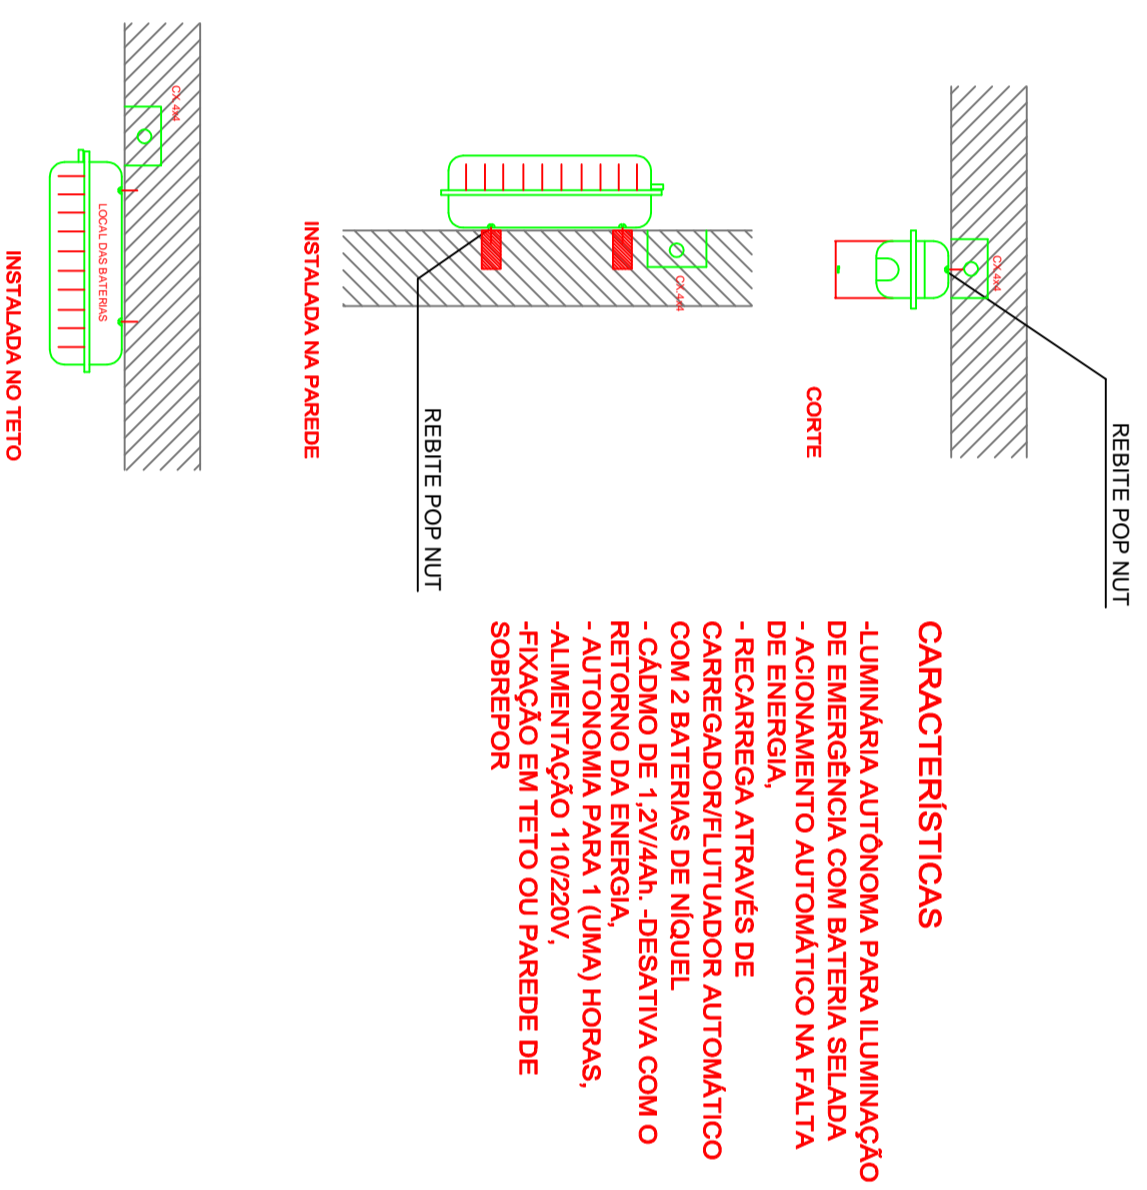 REBITE POP NUT
CX.4x4
CORTE
CX.4x4
INSTALADA NA PAREDE
REBITE POP NUT
CX.4x4
LOCAL DAS BATERIAS
INSTALADA NO TETO
CARACTERÍSTICAS
-LUMINÁRIA AUTÔNOMA PARA ILUMINAÇÃO
DE EMERGÊNCIA COM BATERIA SELADA
- ACIONAMENTO AUTOMÁTICO NA FALTA
DE ENERGIA,
- RECARREGA ATRAVÉS DE
CARREGADOR/FLUTUADOR AUTOMÁTICO
COM 2 BATERIAS DE NÍQUEL
- CÁDMO DE 1,2V/4Ah. -DESATIVA COM O
RETORNO DA ENERGIA,
- AUTONOMIA PARA 1 (UMA) HORAS,
-ALIMENTAÇÃO 110/220V,
-FIXAÇÃO EM TETO OU PAREDE DE
SOBREPOR